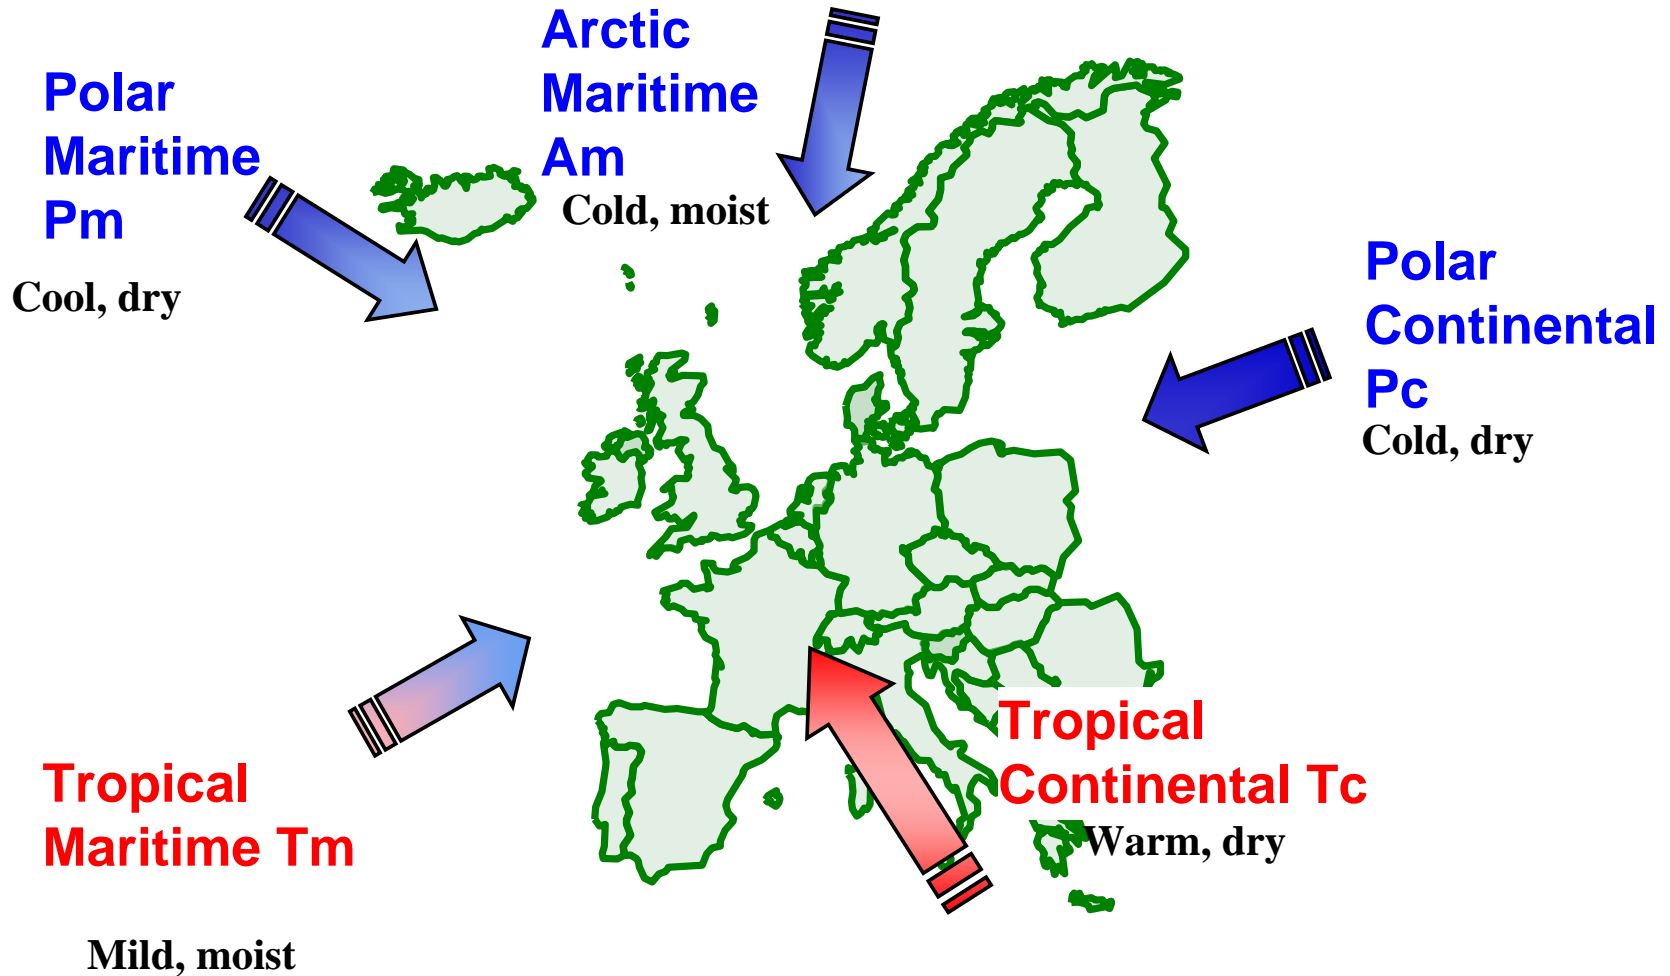 Arctic
Maritime
Am
Cold, moist
Polar
Maritime
Pm
Cool, dry
Polar
Continental
Pc
Cold, dry
Tropical
Maritime Tm
Mild, moist
Tropical
Continental Tc
Warm, dry